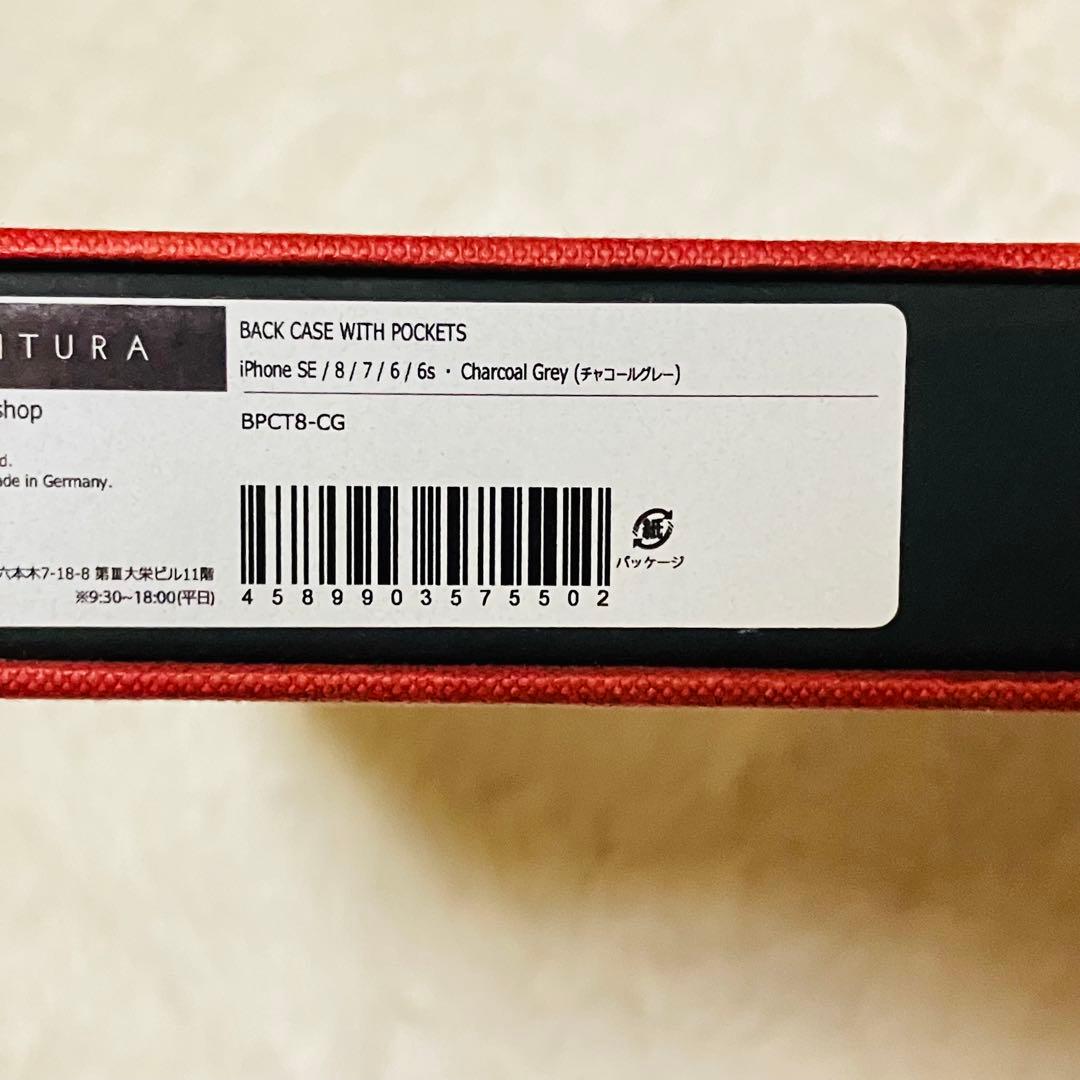 TURA
BACK CASE WITH POCKETS
iPhone SE / 8 / 7 / 6 / 6s ・ Charcoal Grey (チャコールグレー)
shop
BPCT8-CG
d.
ade in Germany.
紙
パッケージ
六本木7-18-8 第Ⅲ大栄ビル11階
※9:30~18:00(平日)
4589903575502